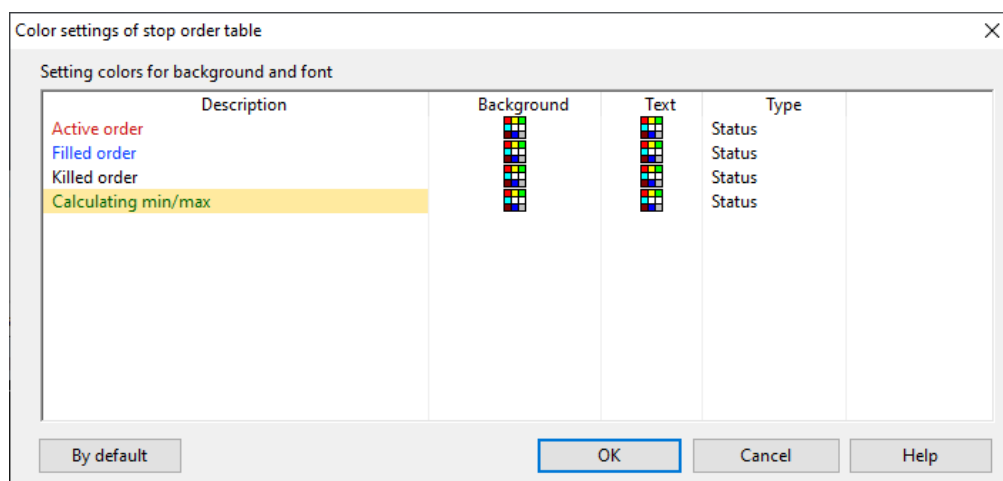 Color settings of stop order table
Setting colors for background and font
Description Background Text Type
Active order Status
Filled order Status
Killed order Status
Calculating min/max Status
By default OK Cancel Help